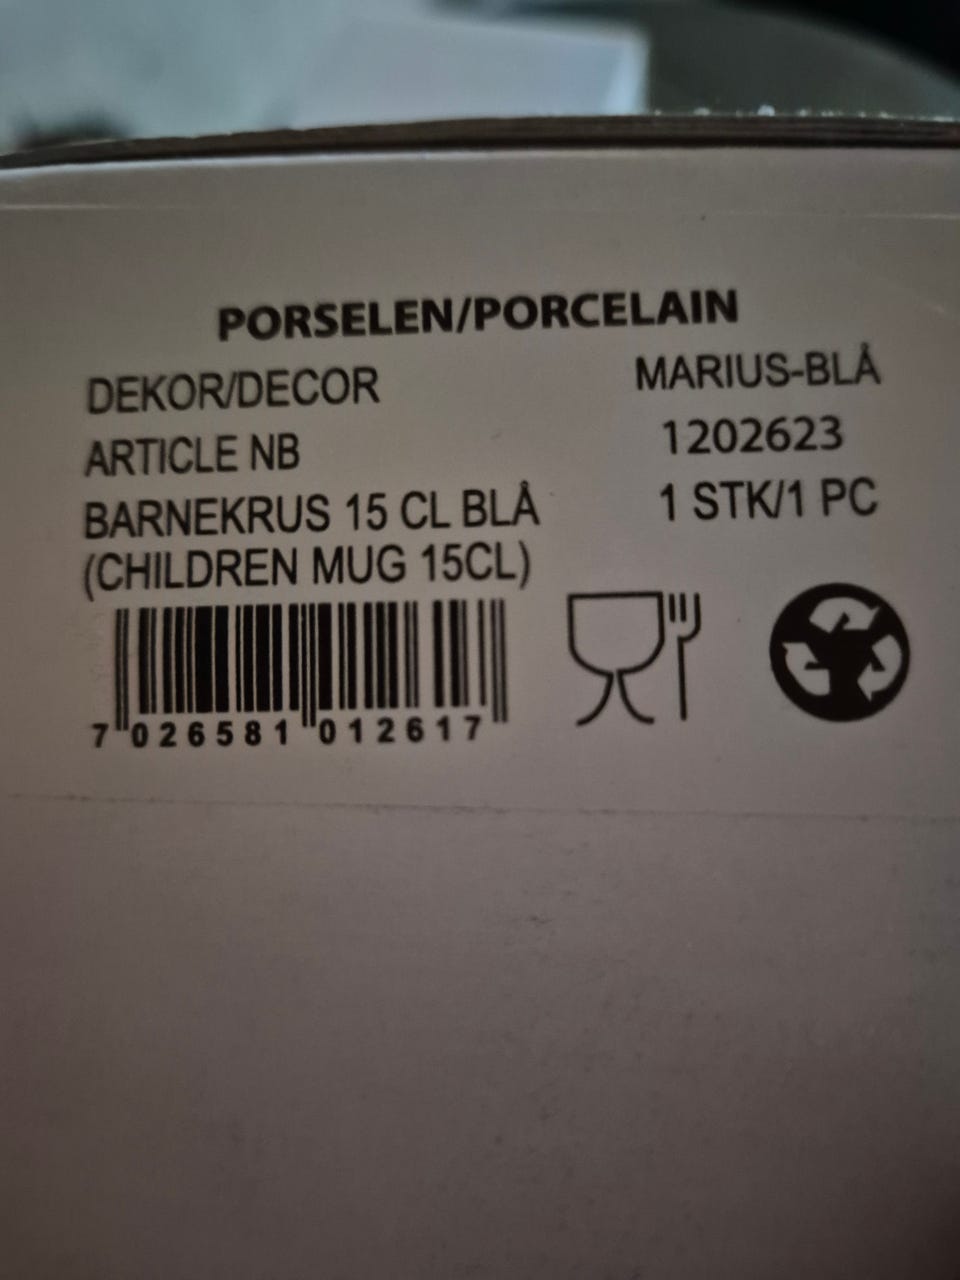 PORSELEN/PORCELAIN
DEKOR/DECOR MARIUS-BLÅ
ARTICLE NB 1202623
BARNEKRUS 15 CL BLÅ 1 STK/1 PC
(CHILDREN MUG 15CL)
7 026581 012617